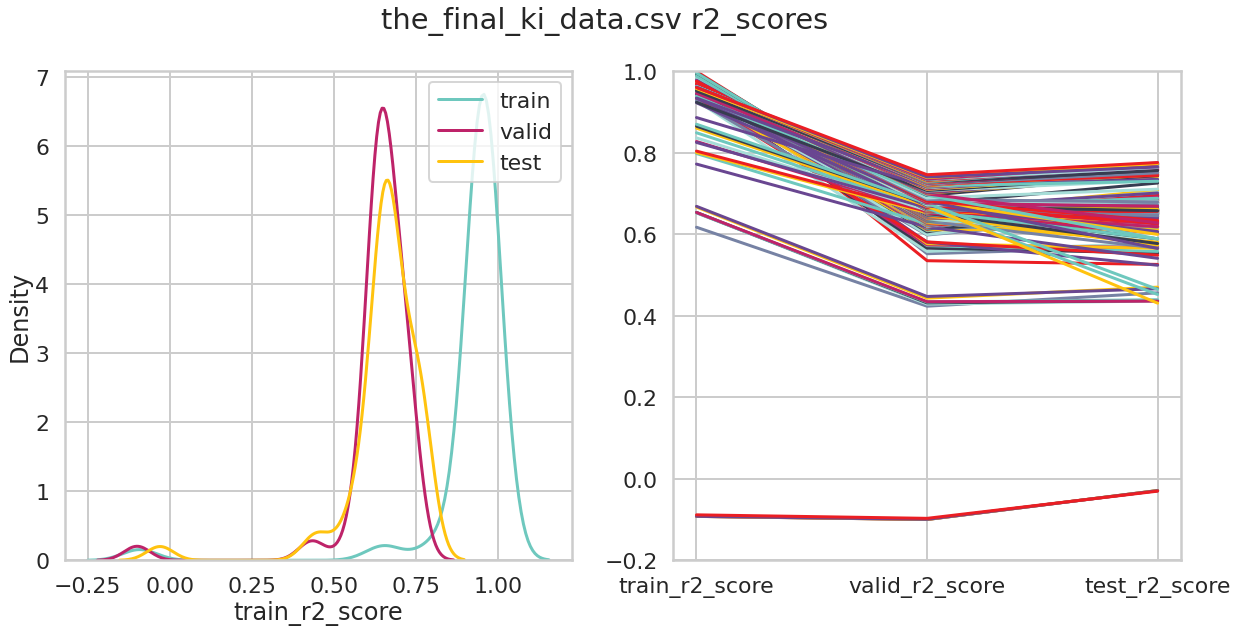 the_final_ki_data.csv r2_scores
7
6
5
4
3
2
1
0
Density
−0.25
0.00
0.25
0.50
0.75
1.00
train_r2_score
train
valid
test
1.0
0.8
0.6
0.4
0.2
0.0
−0.2
train_r2_score
valid_r2_score
test_r2_score